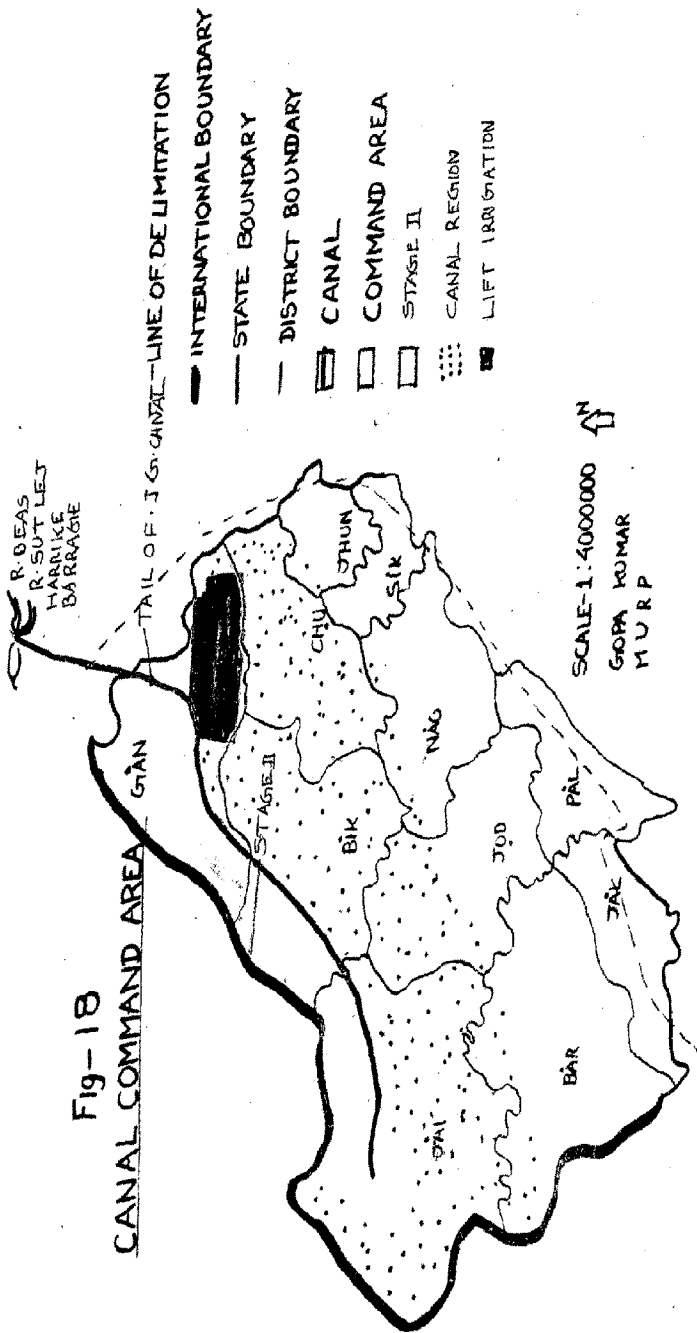 Fig-18
CANAL COMMAND AREA
R.BEAS
R.SUTLEJ
HARRIKE
BARRAGE
TAIL OF.I G.CANAL-LINE OF DELIMITATION
INTERNATIONAL BOUNDARY
STATE BOUNDARY
DISTRICT BOUNDARY
CANAL
COMMAND AREA
STAGE II
CANAL REGION
LIFT IRRIGATION
GAN
STAGE II
CHU
JHUN
SIK
BIK
NAG
JAI
JOD
PAL
BAR
JAL
SCALE-1:4000000
N
GOPA KUMAR
MURP